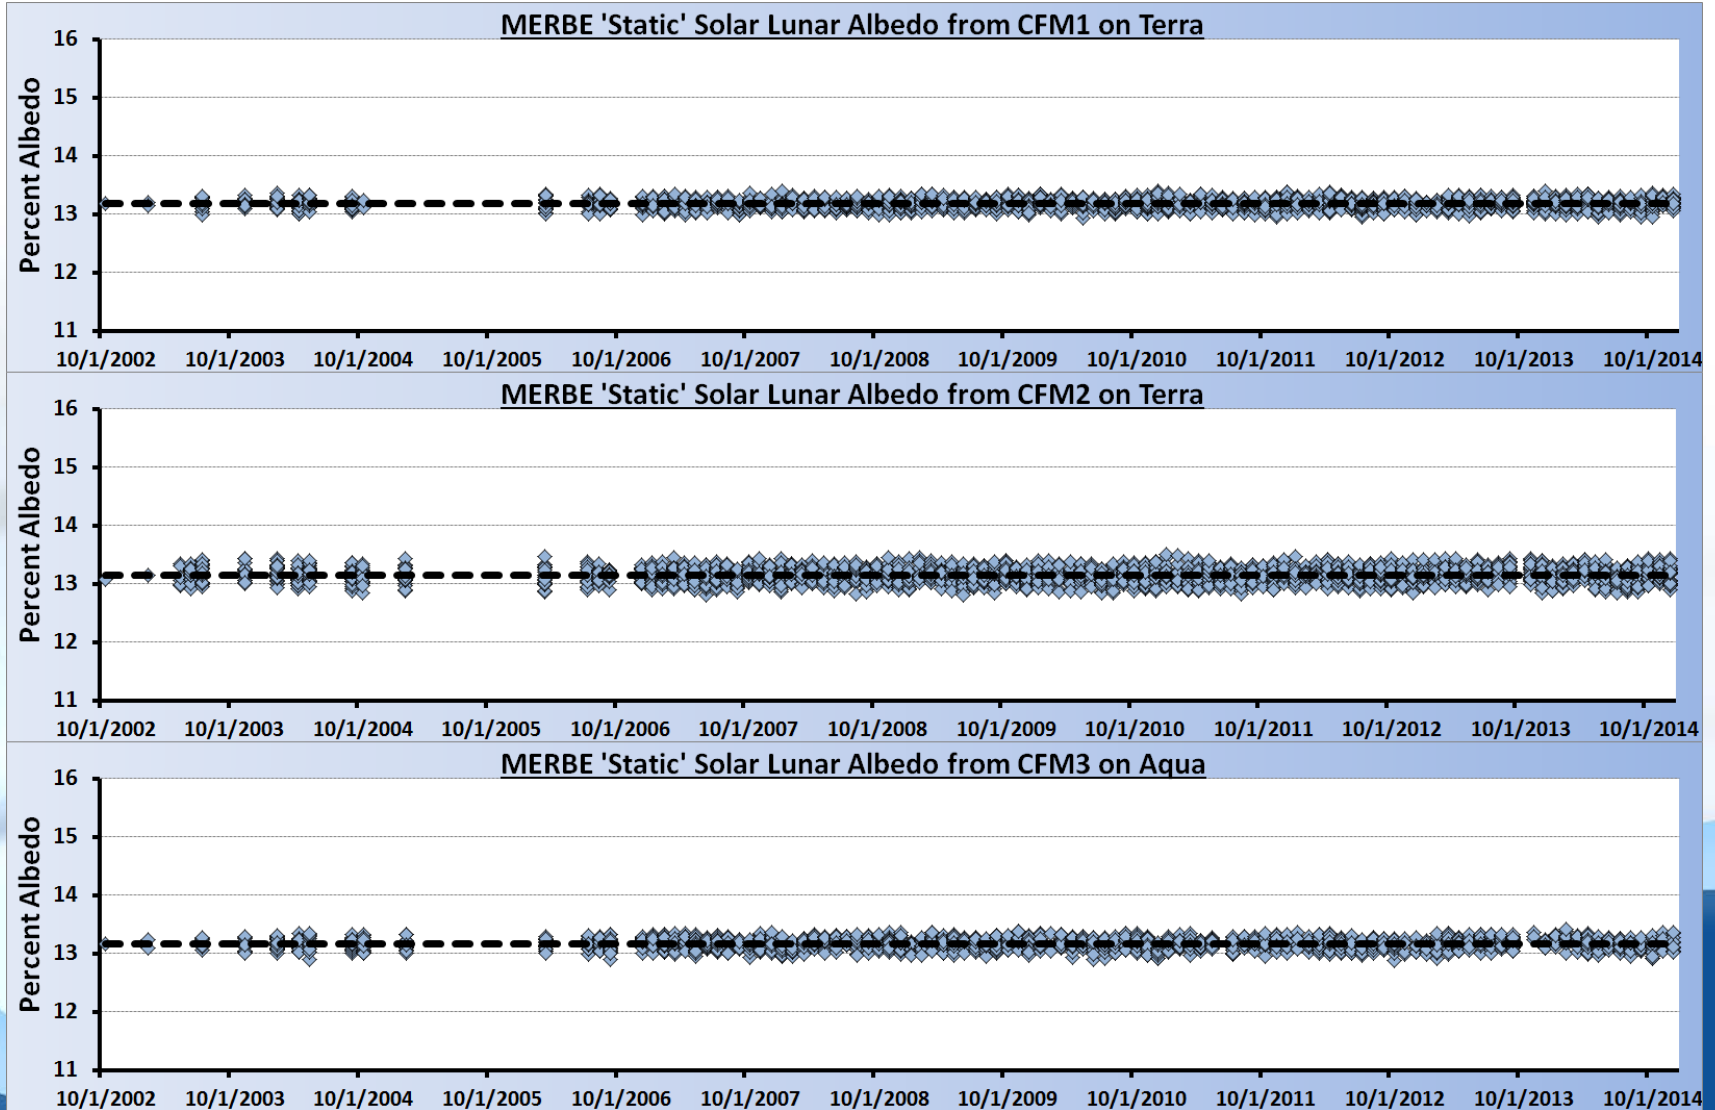 MERBE 'Static' Solar Lunar Albedo from CFM1 on Terra
Percent Albedo
16
15
14
13
12
11
10/1/2002 10/1/2003 10/1/2004 10/1/2005 10/1/2006 10/1/2007 10/1/2008 10/1/2009 10/1/2010 10/1/2011 10/1/2012 10/1/2013 10/1/2014
MERBE 'Static' Solar Lunar Albedo from CFM2 on Terra
Percent Albedo
16
15
14
13
12
11
10/1/2002 10/1/2003 10/1/2004 10/1/2005 10/1/2006 10/1/2007 10/1/2008 10/1/2009 10/1/2010 10/1/2011 10/1/2012 10/1/2013 10/1/2014
MERBE 'Static' Solar Lunar Albedo from CFM3 on Aqua
Percent Albedo
16
15
14
13
12
11
10/1/2002 10/1/2003 10/1/2004 10/1/2005 10/1/2006 10/1/2007 10/1/2008 10/1/2009 10/1/2010 10/1/2011 10/1/2012 10/1/2013 10/1/2014